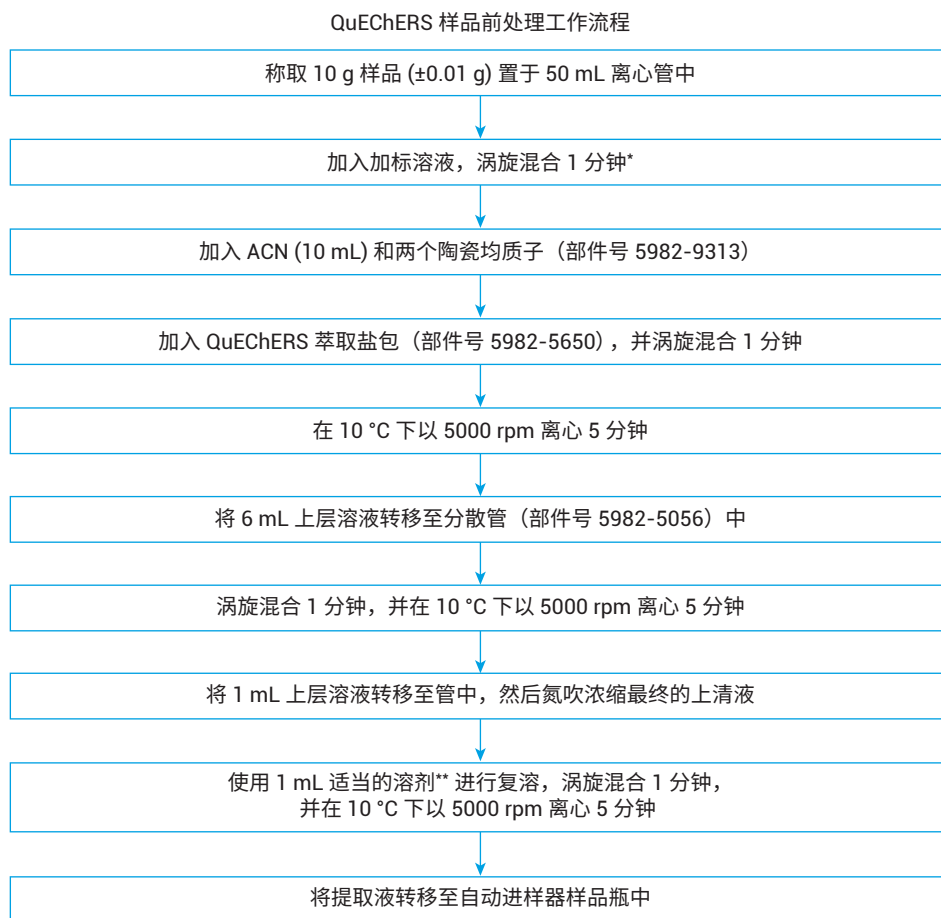 QuEChERS 样品前处理工作流程
称取 10 g 样品 (±0.01 g) 置于 50 mL 离心管中
加入加标溶液，涡旋混合 1 分钟*
加入 ACN (10 mL) 和两个陶瓷均质子（部件号 5982-9313）
加入 QuEChERS 萃取盐包（部件号 5982-5650），并涡旋混合 1 分钟
在 10 °C 下以 5000 rpm 离心 5 分钟
将 6 mL 上层溶液转移至分散管（部件号 5982-5056）中
涡旋混合 1 分钟，并在 10 °C 下以 5000 rpm 离心 5 分钟
将 1 mL 上层溶液转移至管中，然后氮吹浓缩最终的上清液
使用 1 mL 适当的溶剂** 进行复溶，涡旋混合 1 分钟，
并在 10 °C 下以 5000 rpm 离心 5 分钟
将提取液转移至自动进样器样品瓶中